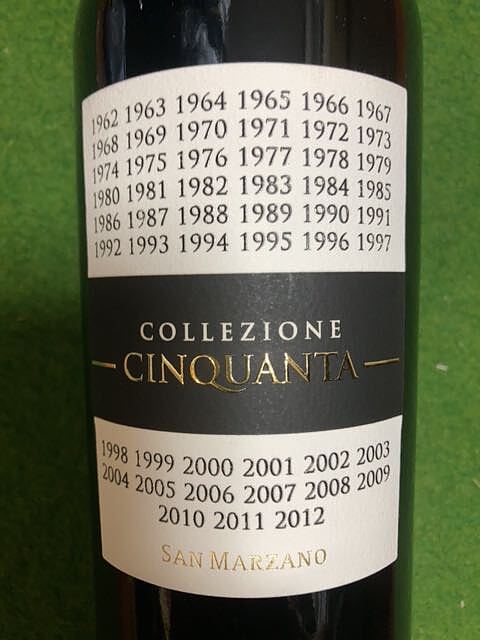 1962 1963 1964 1965 1966 1967
1968 1969 1970 1971 1972 1973
1974 1975 1976 1977 1978 1979
1980 1981 1982 1983 1984 1985
1986 1987 1988 1989 1990 1991
1992 1993 1994 1995 1996 1997
COLLEZIONE
CINQUANTA
1998 1999 2000 2001 2002 2003
2004 2005 2006 2007 2008 2009
2010 2011 2012
SAN MARZANO